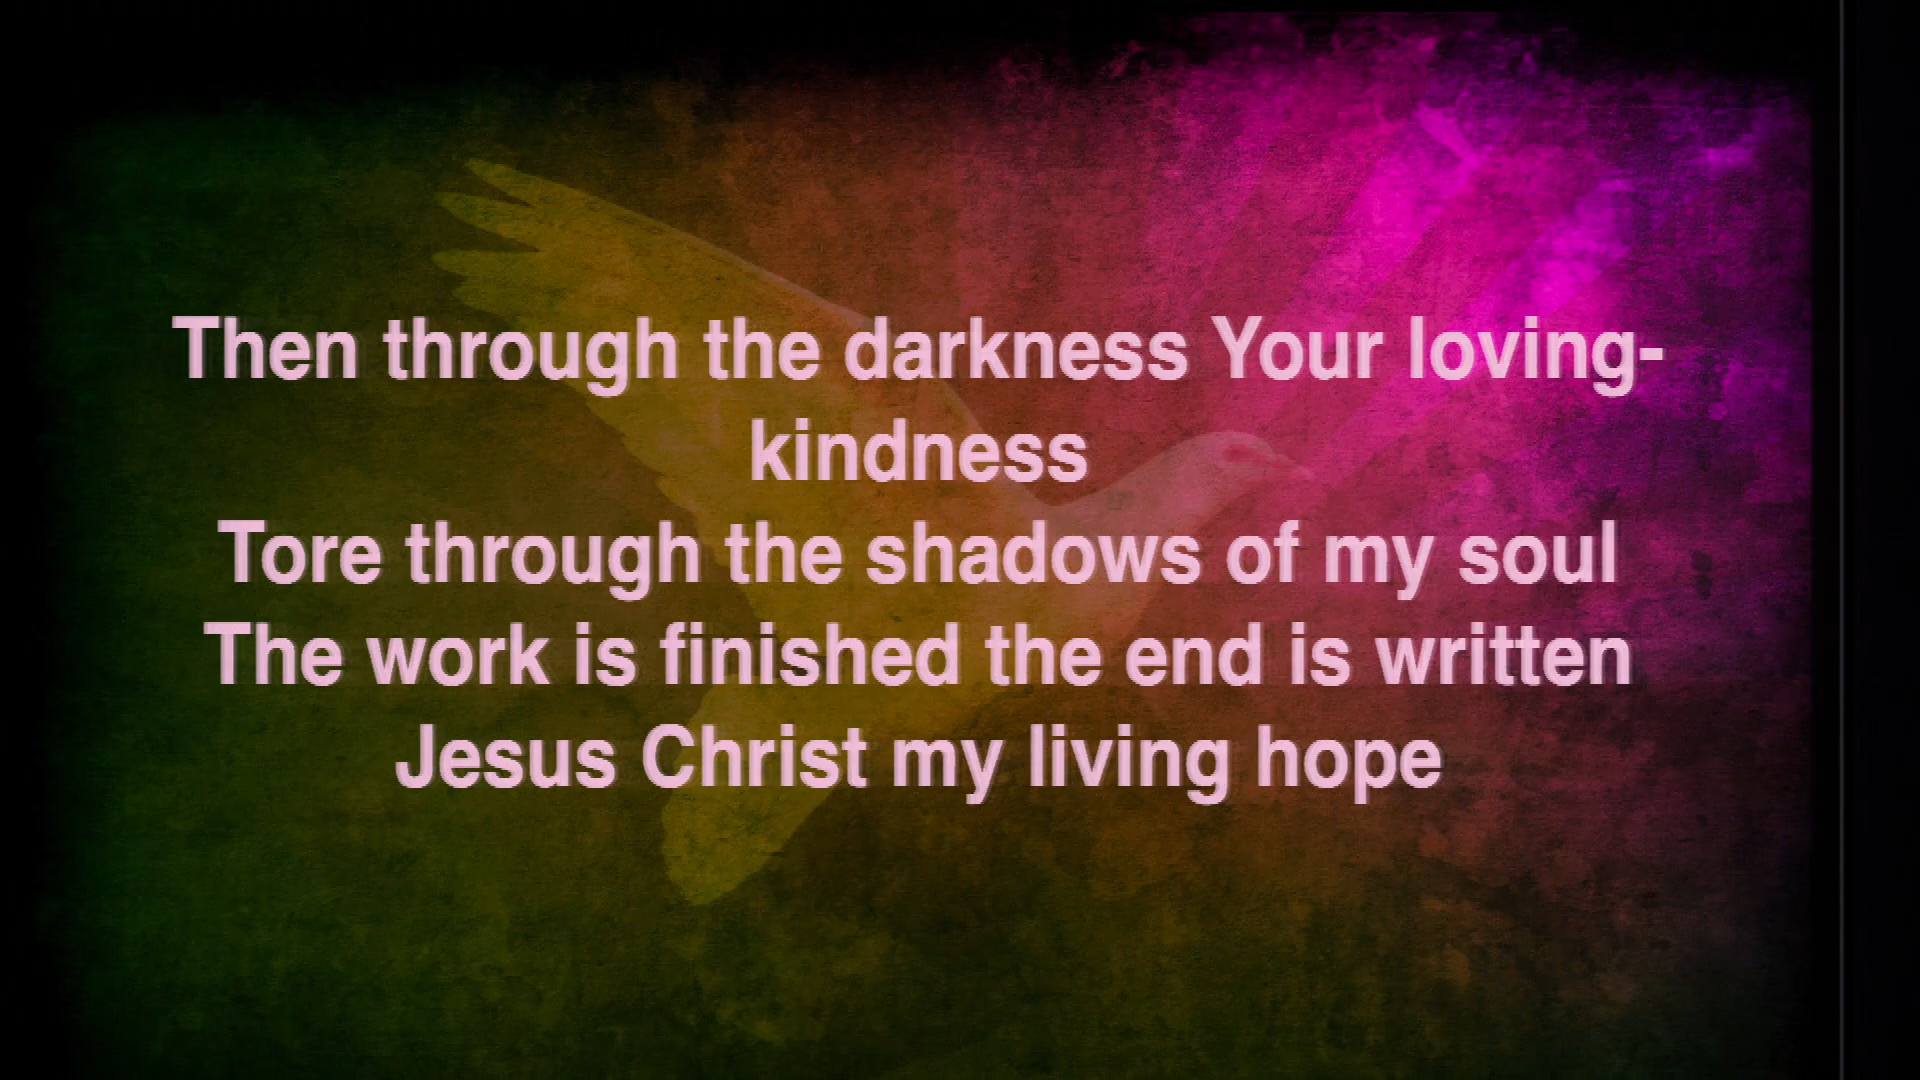 Then through the darkness Your loving-
kindness
Tore through the shadows of my soul
The work is finished the end is written
Jesus Christ my living hope